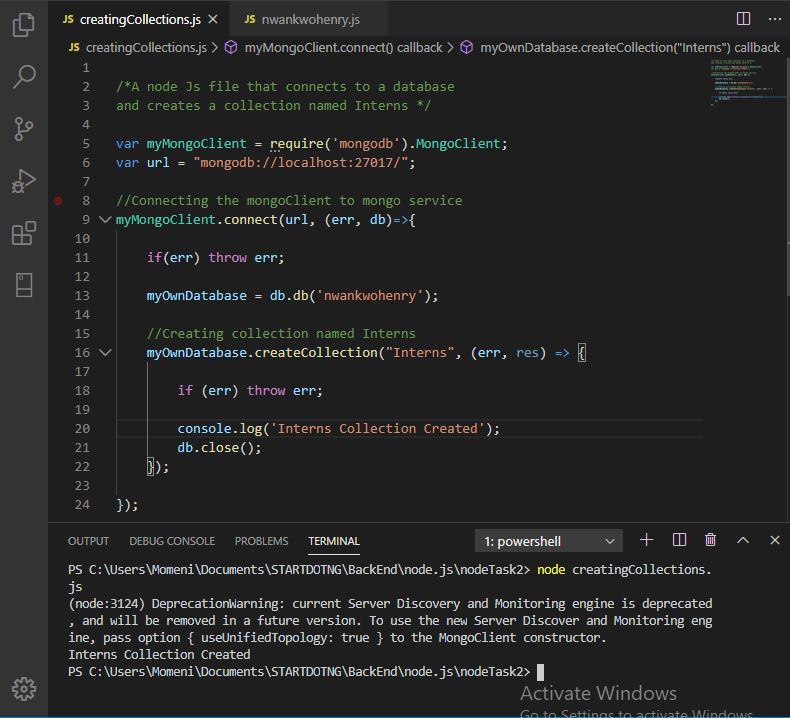 JS creatingCollections.js
JS nwankwohenry.js
JS creatingCollections.js > myMongoClient.connect() callback > myOwnDatabase.createCollection("Interns") callback
1
2 /*A node Js file that connects to a database
3 and creates a collection named Interns */
4
5 var myMongoClient = require('mongodb').MongoClient;
6 var url = "mongodb://localhost:27017/";
7
8 //Connecting the mongoClient to mongo service
9 myMongoClient.connect(url, (err, db)=>{
10
11 if(err) throw err;
12
13 myOwnDatabase = db.db('nwankwohenry');
14
15 //Creating collection named Interns
16 myOwnDatabase.createCollection("Interns", (err, res) => {
17
18 if (err) throw err;
19
20 console.log('Interns Collection Created');
21 db.close();
22 });
23
24 });
OUTPUT DEBUG CONSOLE PROBLEMS TERMINAL 1: powershell
PS C:\Users\Momeni\Documents\STARTDOTNG\BackEnd\node.js\nodeTask2> node creatingCollections.
js
(node:3124) DeprecationWarning: current Server Discovery and Monitoring engine is deprecated
, and will be removed in a future version. To use the new Server Discover and Monitoring eng
ine, pass option { useUnifiedTopology: true } to the MongoClient constructor.
Interns Collection Created
PS C:\Users\Momeni\Documents\STARTDOTNG\BackEnd\node.js\nodeTask2>
Activate Windows
Go to Settings to activate Windows.